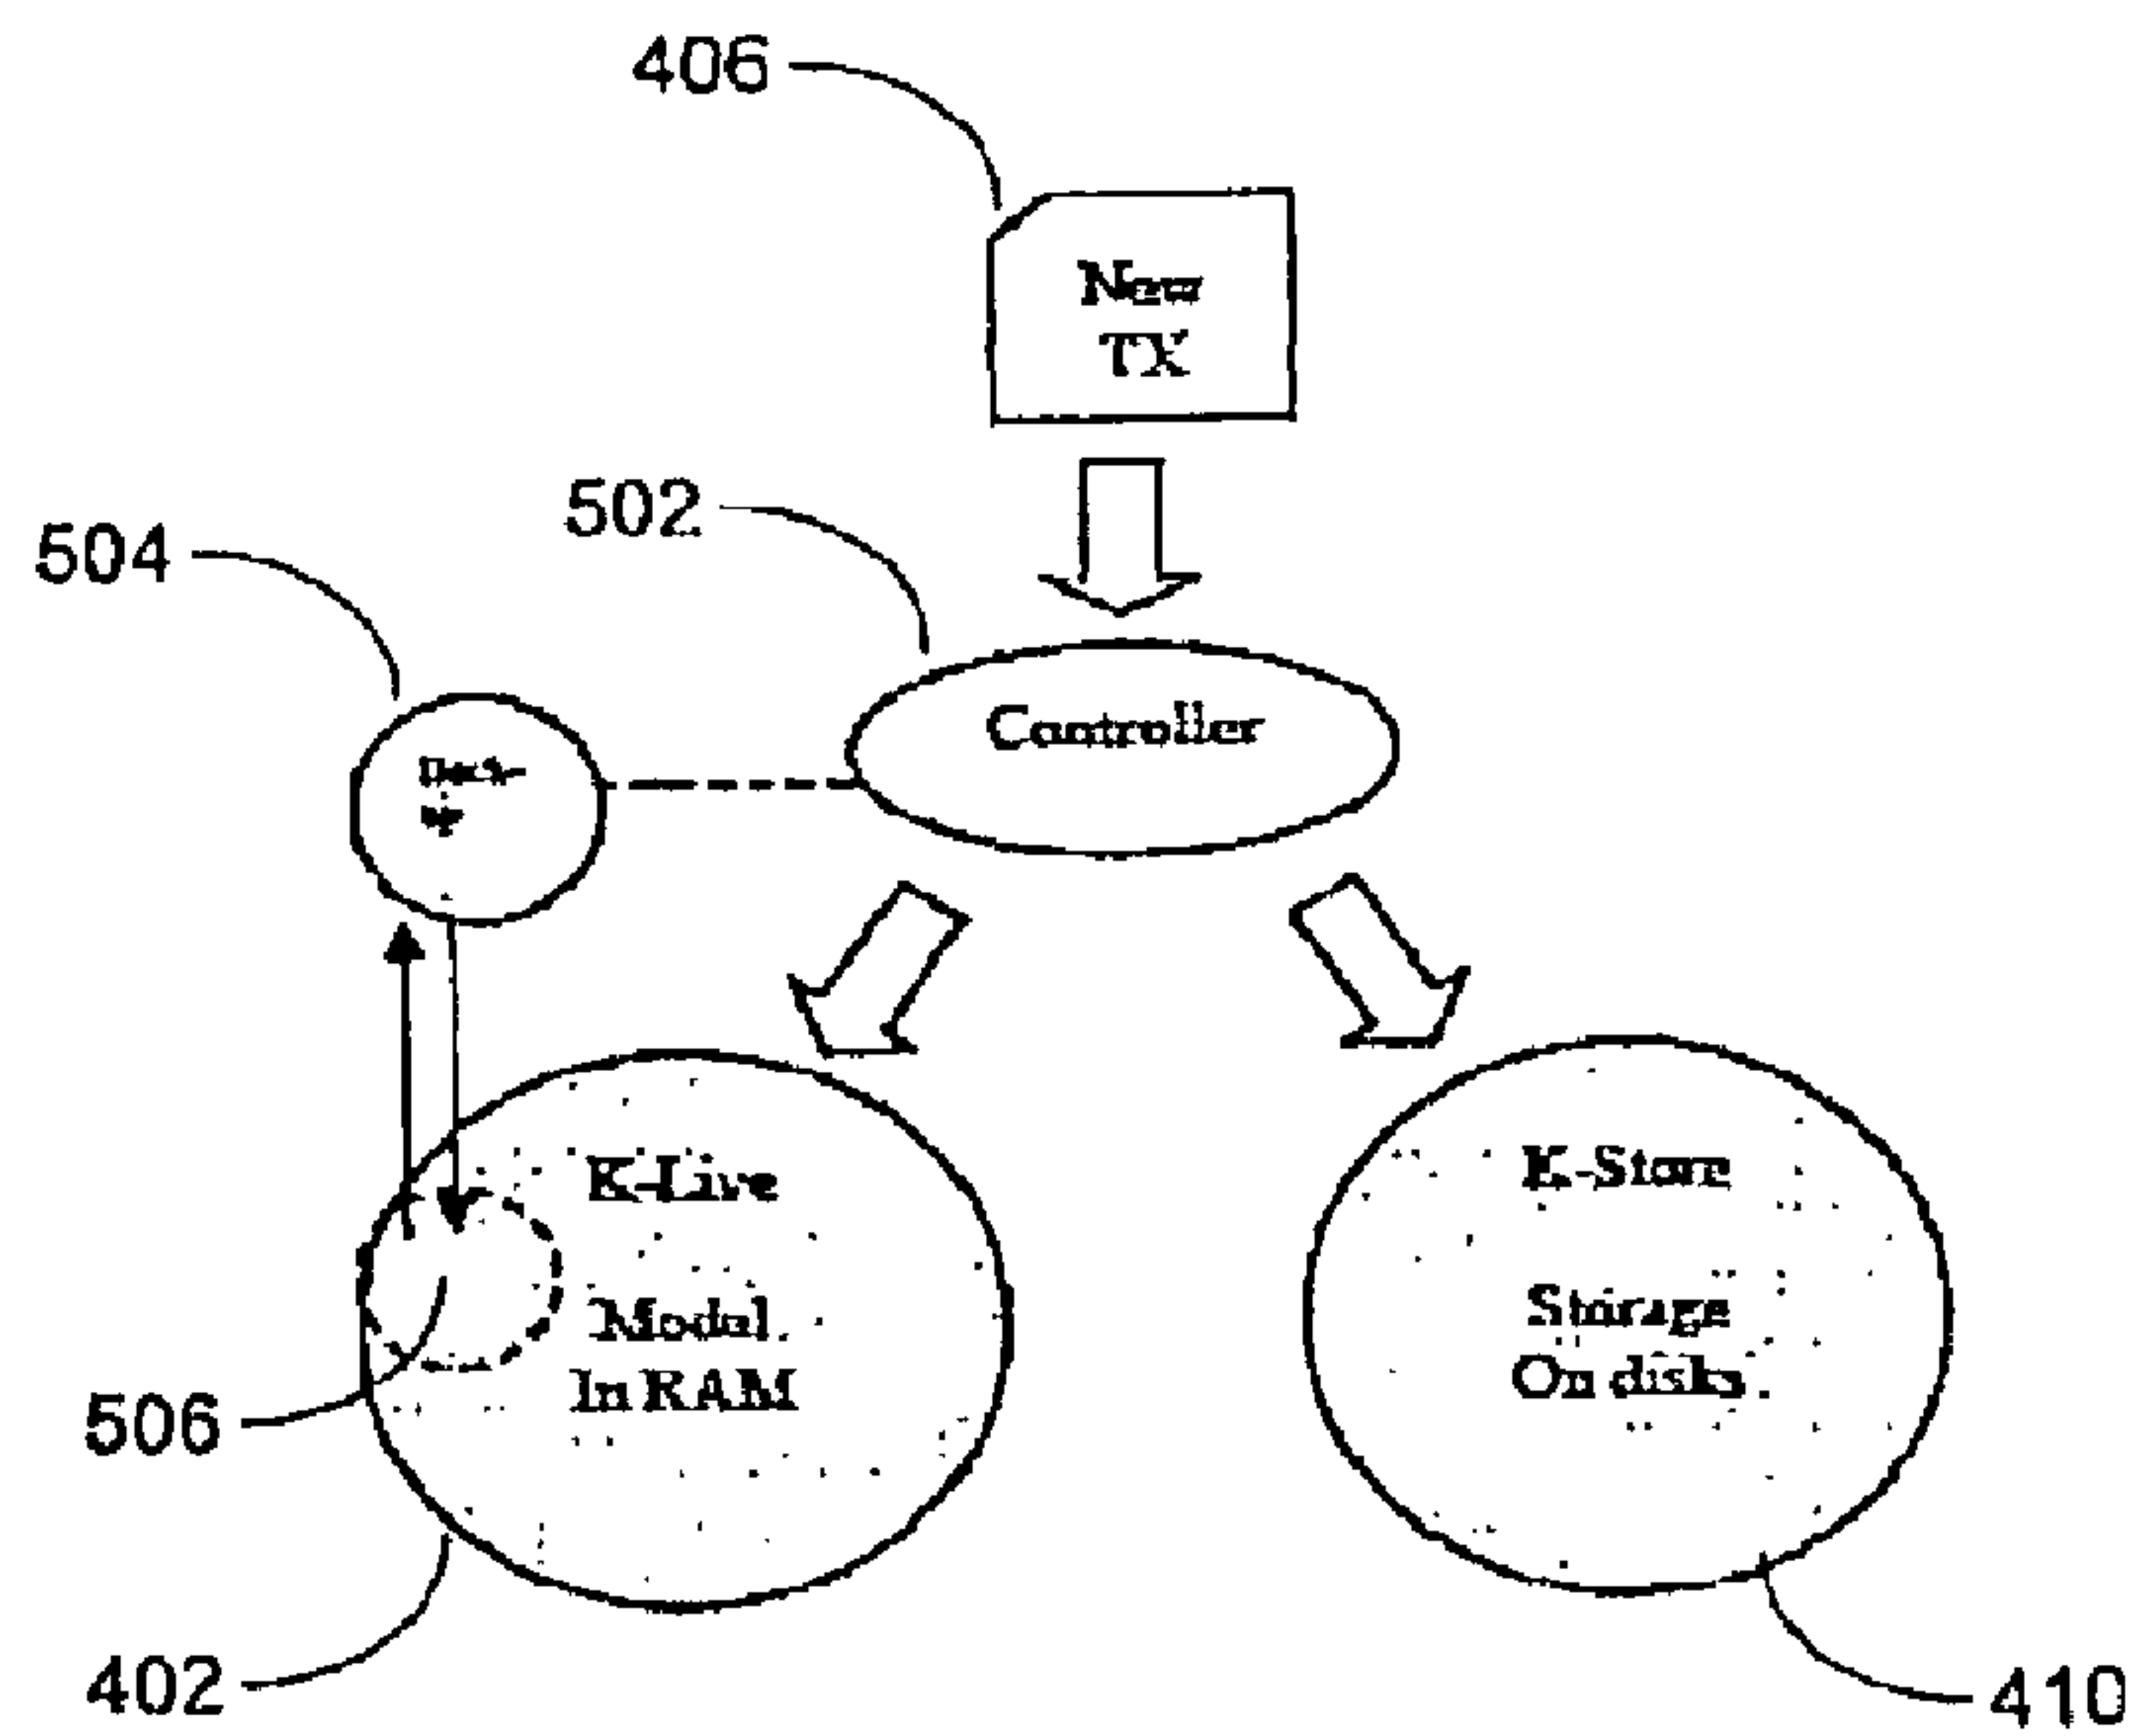 406
New
TX
502
504
Controller
K-Live
Model
In RAM
K-Store
Storage
On disks
506
402
410